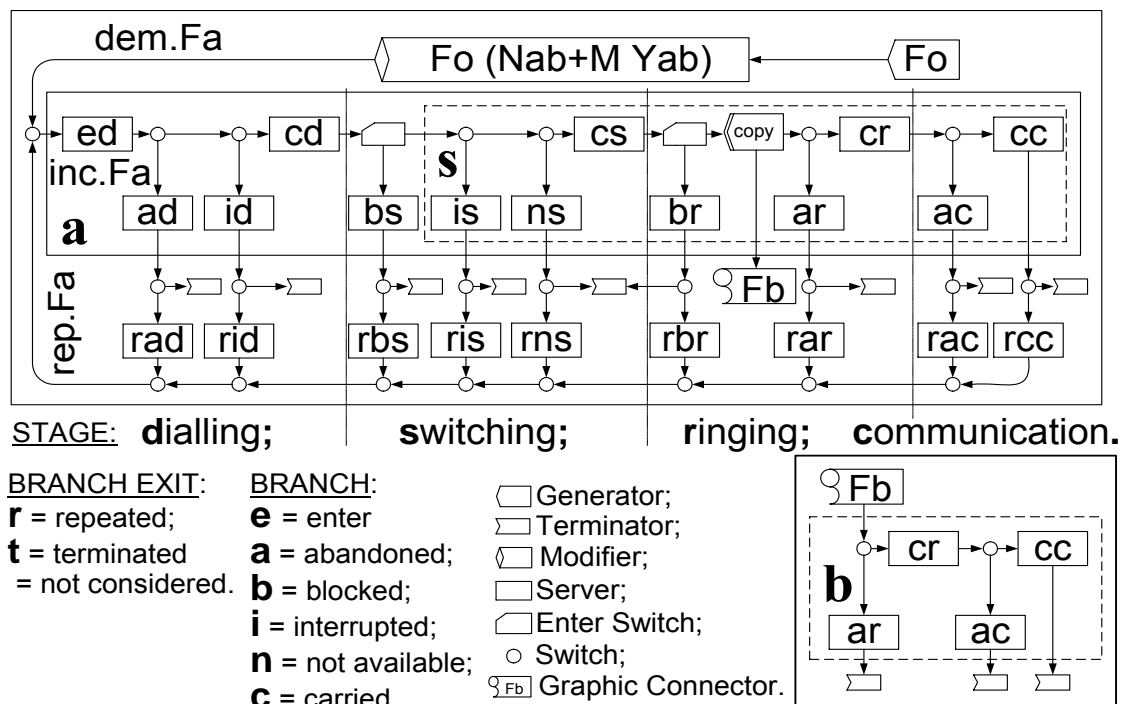 dem.Fa
Fo (Nab+M Yab)
Fo
ed
cd
cs
copy
cr
cc
inc.Fa
s
a
ad
id
bs
is
ns
br
ar
ac
Fb
rep.Fa
rad
rid
rbs
ris
rns
rbr
rar
rac
rcc
STAGE: dialling; switching; ringing; communication.
BRANCH EXIT:
r = repeated;
t = terminated
= not considered.
BRANCH:
e = enter
a = abandoned;
b = blocked;
i = interrupted;
n = not available;
c = carried
Generator;
Terminator;
Modifier;
Server;
Enter Switch;
Switch;
Fb Graphic Connector.
Fb
cr
cc
b
ar
ac